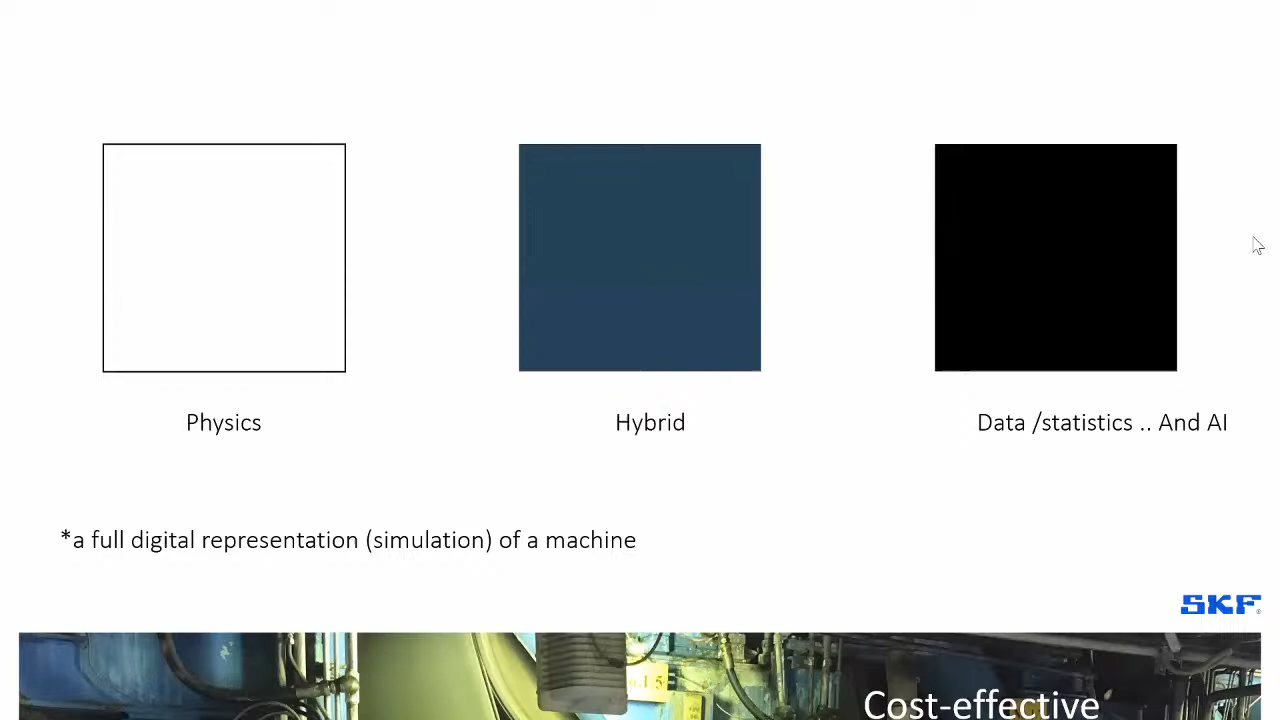 Physics
Hybrid
Data /statistics .. And AI
*a full digital representation (simulation) of a machine
SKF
Cost-effective